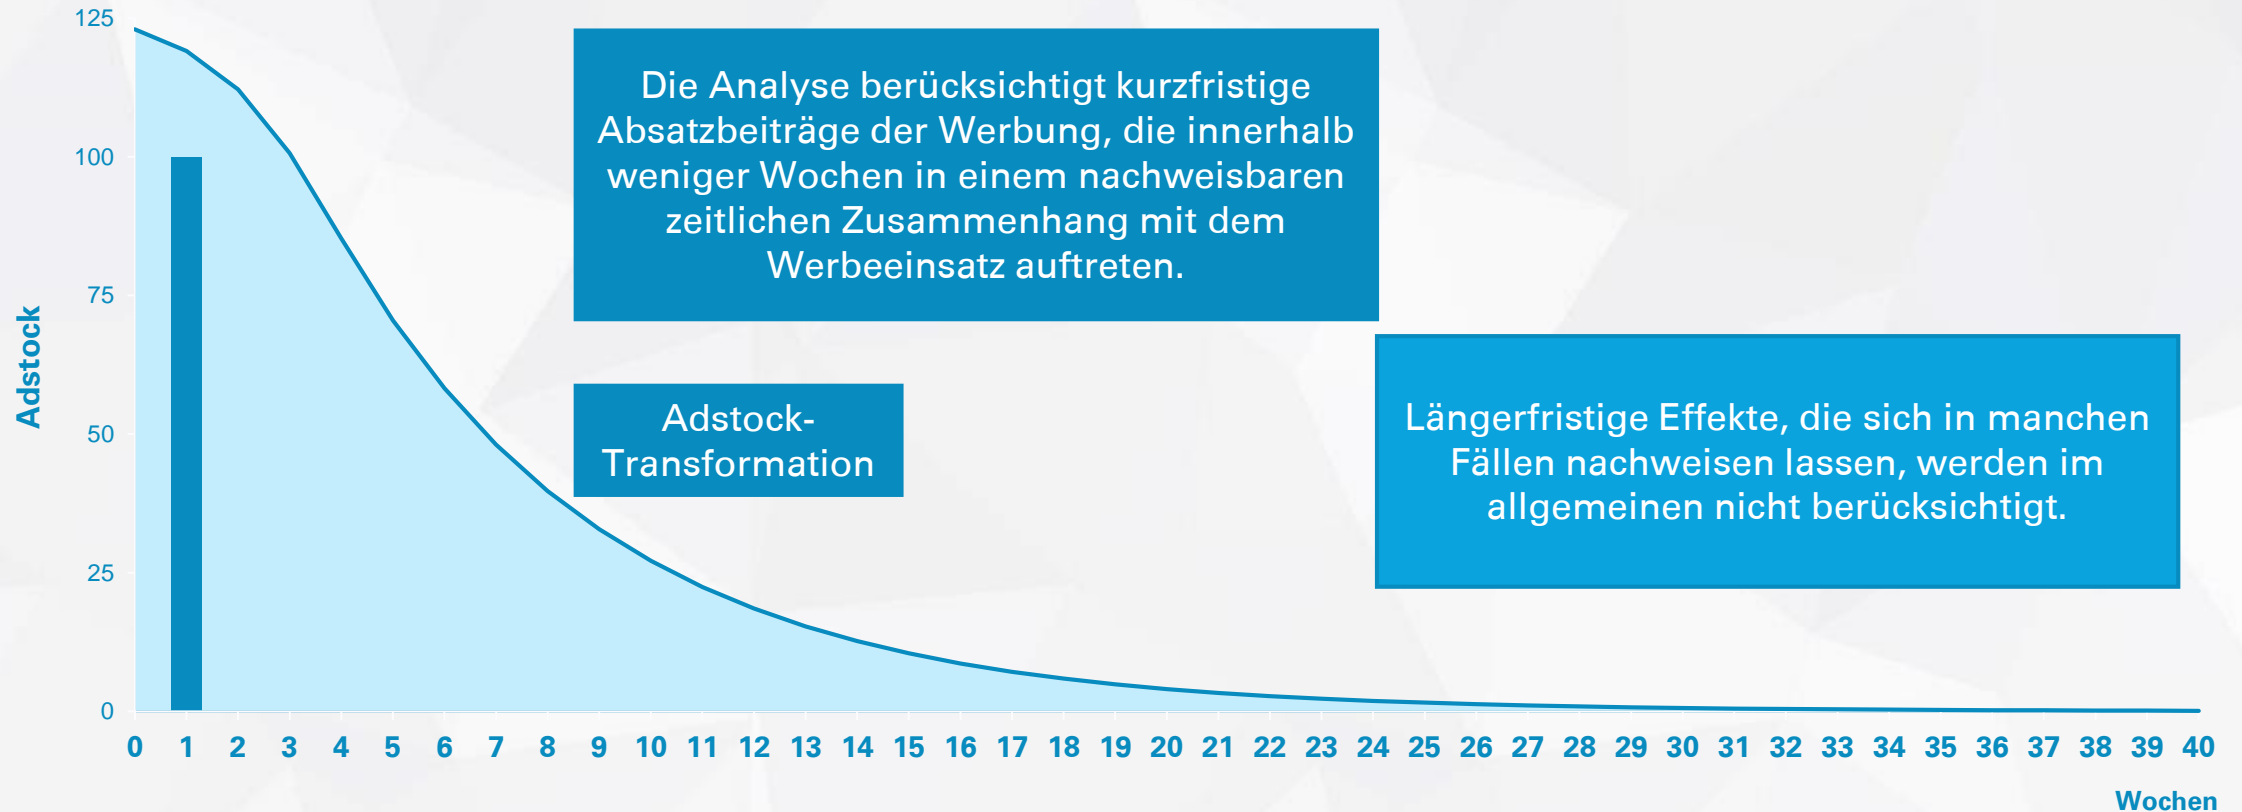 125
Die Analyse berücksichtigt kurzfristige
Absatzbeiträge der Werbung, die innerhalb
weniger Wochen in einem nachweisbaren
zeitlichen Zusammenhang mit dem
Werbeeinsatz auftreten.
100
75
Adstock
Längerfristige Effekte, die sich in manchen
Fällen nachweisen lassen, werden im
allgemeinen nicht berücksichtigt.
Adstock-
Transformation
50
25
0
0 1 2 3 4 5 6 7 8 9 10 11 12 13 14 15 16 17 18 19 20 21 22 23 24 25 26 27 28 29 30 31 32 33 34 35 36 37 38 39 40
Wochen